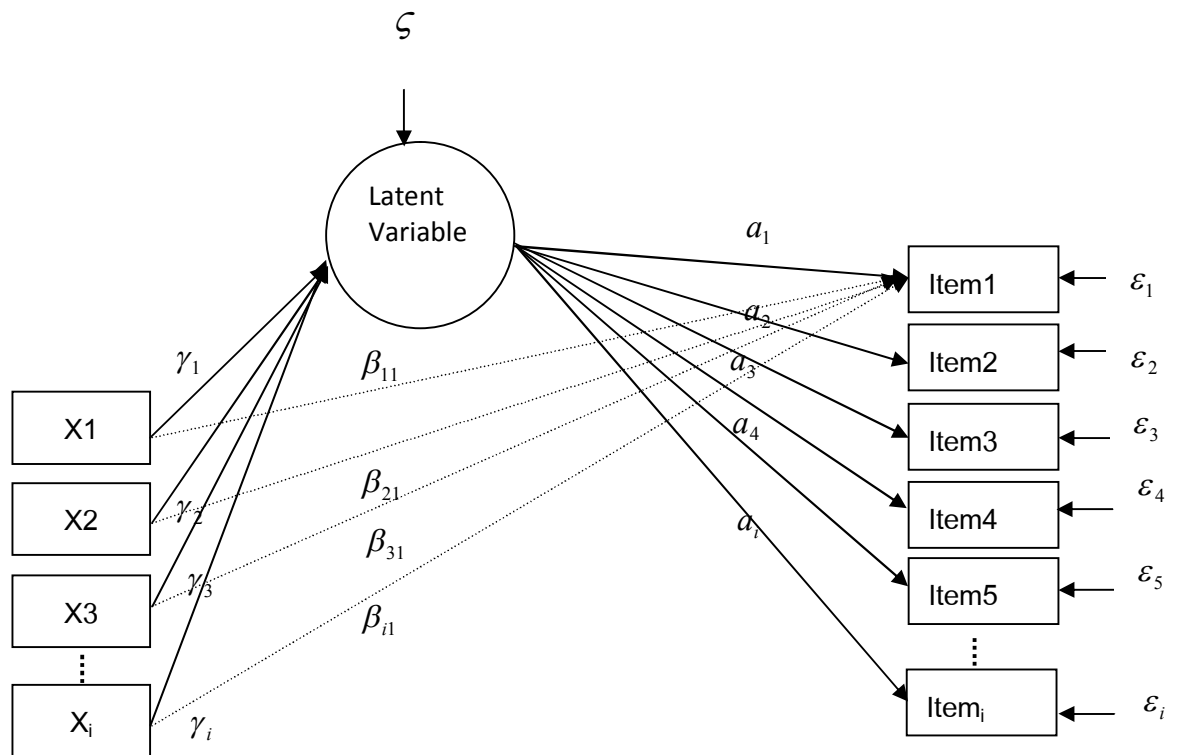 ς
Latent
Variable
a₁
Item1
ε₁
a₂
Item2
ε₂
γ₁
β₁₁
a₃
X1
a₄
Item3
ε₃
β₂₁
X2
γ₂
aᵢ
Item4
ε₄
β₃₁
X3
γ₃
Item5
ε₅
βᵢ₁
Xᵢ
γᵢ
Itemᵢ
εᵢ